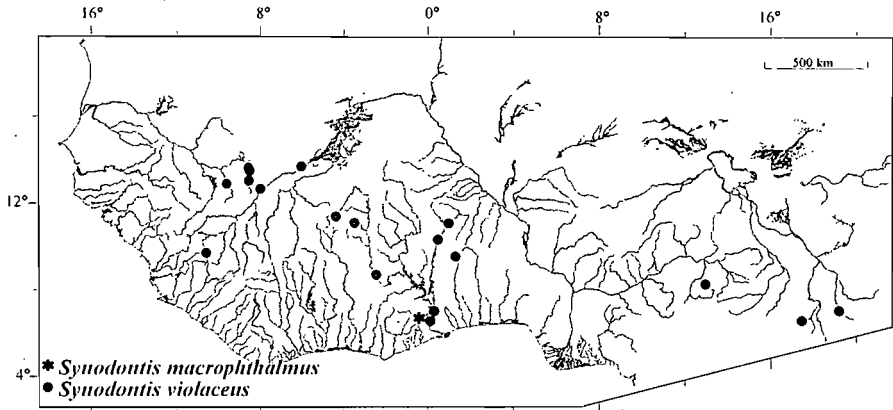 16° 8° 0° 8° 16°
500 km
12°
4°
* Synodontis macrophthalmus
● Synodontis violaceus